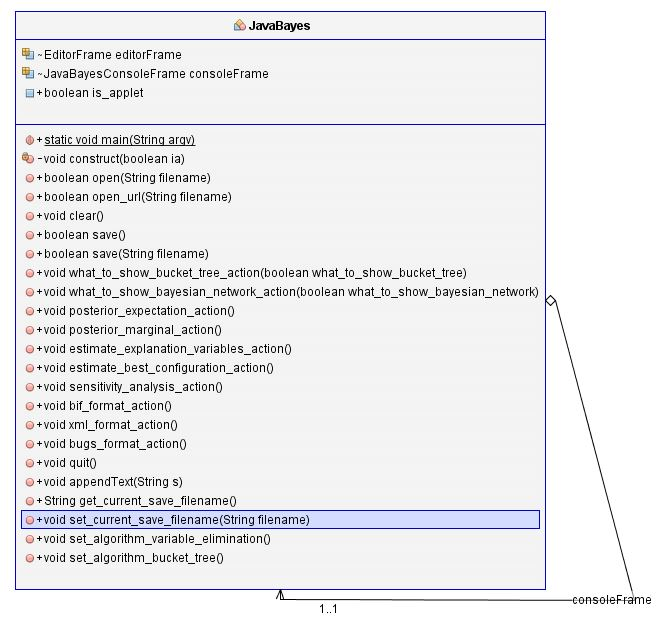 JavaBayes
~EditorFrame editorFrame
~JavaBayesConsoleFrame consoleFrame
+boolean is_applet
+static void main(String argv)
-void construct(boolean ia)
+boolean open(String filename)
+boolean open_url(String filename)
+void clear()
+boolean save()
+boolean save(String filename)
+void what_to_show_bucket_tree_action(boolean what_to_show_bucket_tree)
+void what_to_show_bayesian_network_action(boolean what_to_show_bayesian_network)
+void posterior_expectation_action()
+void posterior_marginal_action()
+void estimate_explanation_variables_action()
+void estimate_best_configuration_action()
+void sensitivity_analysis_action()
+void bif_format_action()
+void xml_format_action()
+void bugs_format_action()
+void quit()
+void appendText(String s)
+String get_current_save_filename()
+void set_current_save_filename(String filename)
+void set_algorithm_variable_elimination()
+void set_algorithm_bucket_tree()
consoleFrame
1..1